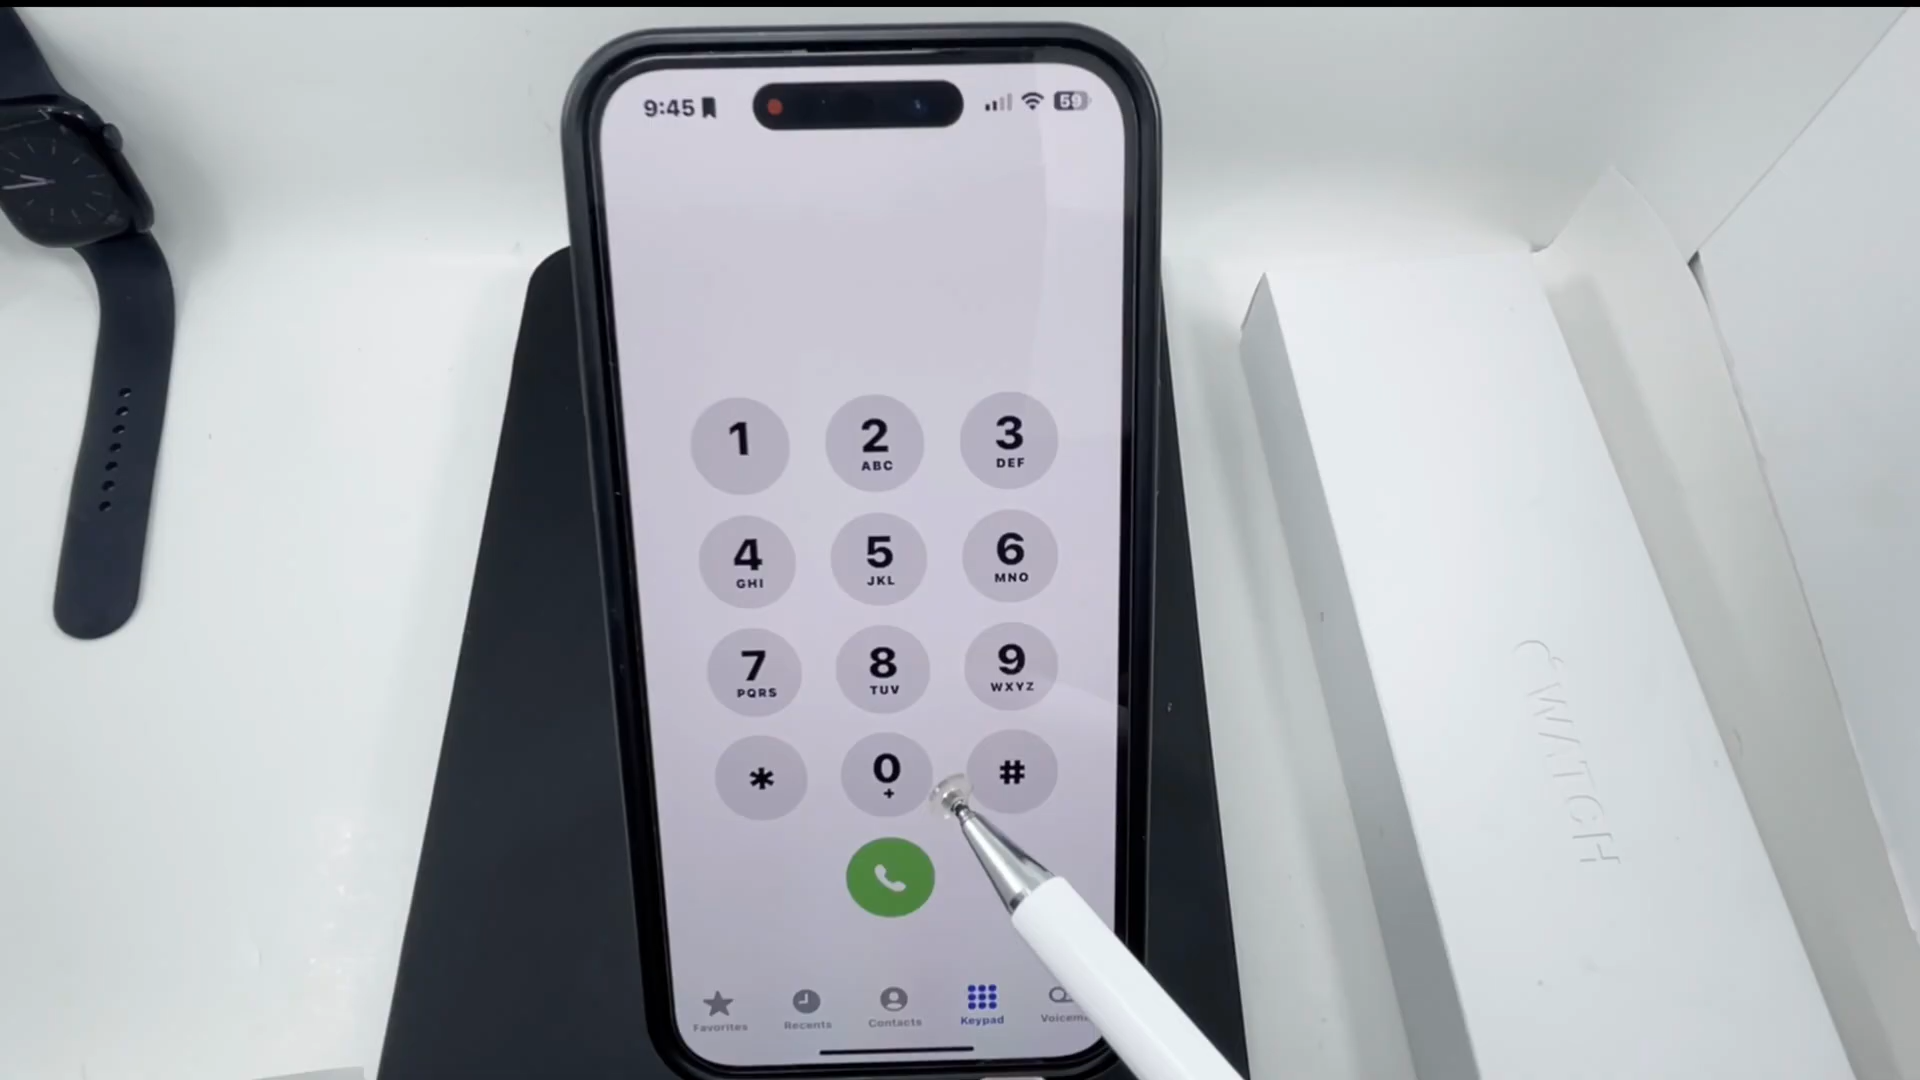 9:45
59
1
2
ABC
3
DEF
4
GHI
5
JKL
6
MNO
7
PQRS
8
TUV
9
WXYZ
*
0
+
#
Favorites
Recents
Contacts
Keypad
Voicem
WATCH